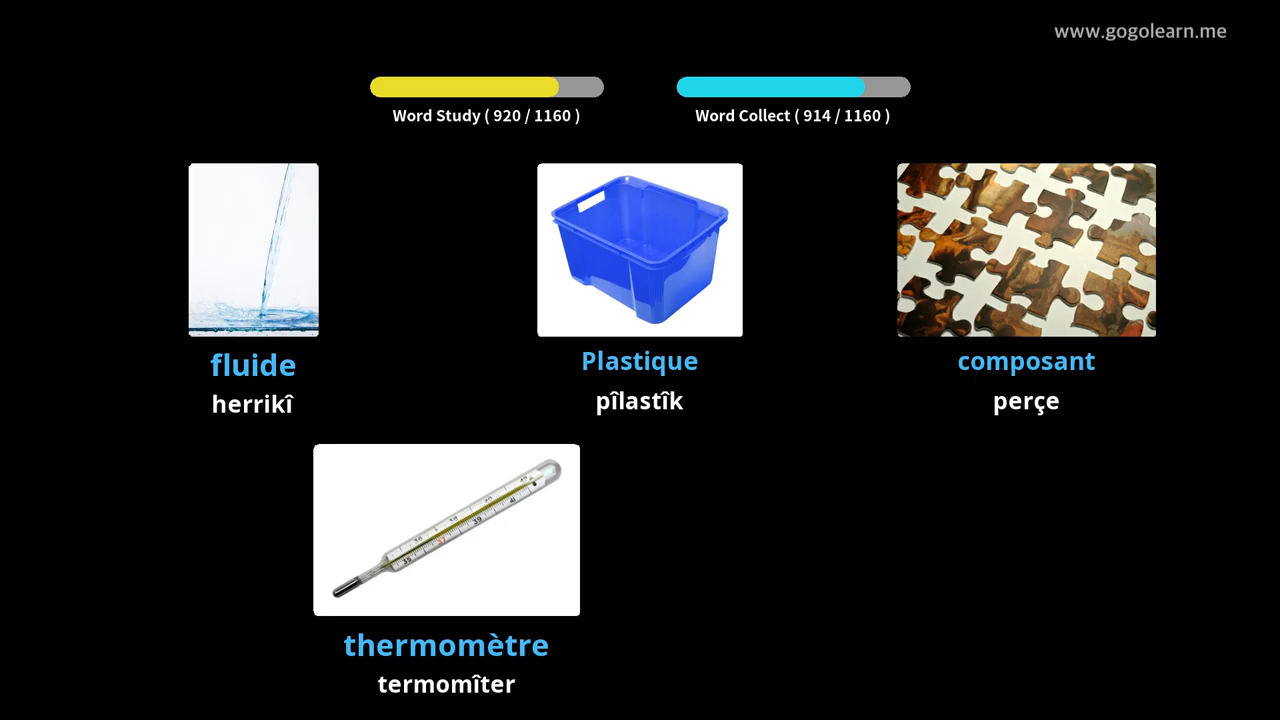 www.gogolearn.me
Word Study ( 920 / 1160 )
Word Collect ( 914 / 1160 )
fluide
herrikî
Plastique
pîlastîk
composant
perçe
thermomètre
termomîter